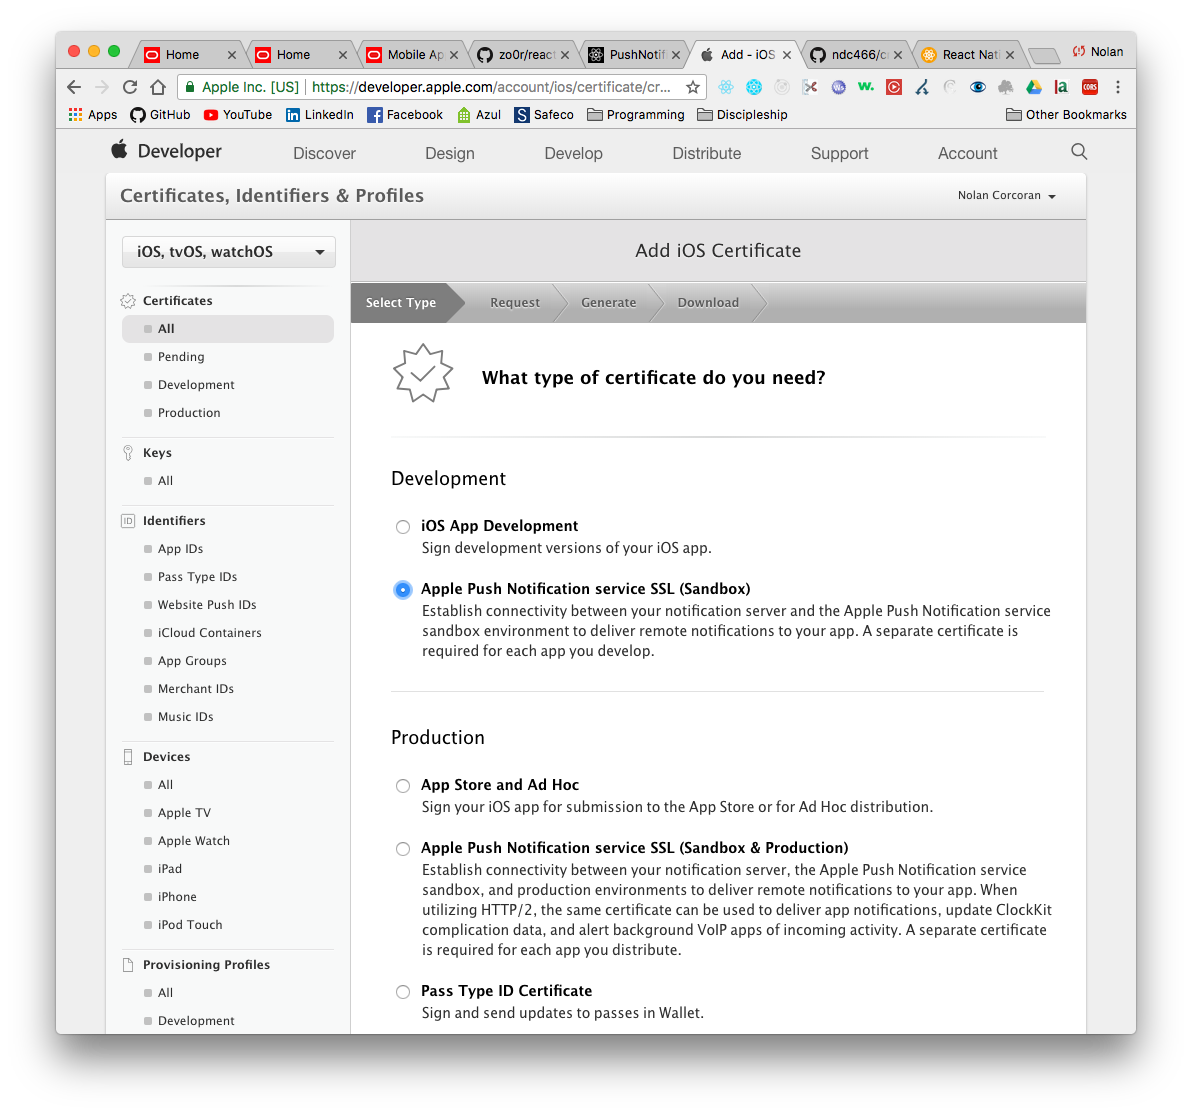 Home
Home
Mobile Ap
zo0r/react
PushNotifi
Add - iOS
ndc466/c
React Nati
Nolan
Apple Inc. [US]
https://developer.apple.com/account/ios/certificate/cr...
Apps
GitHub
YouTube
LinkedIn
Facebook
Azul
Safeco
Programming
Discipleship
Other Bookmarks
Developer
Discover
Design
Develop
Distribute
Support
Account
Certificates, Identifiers & Profiles
Nolan Corcoran
iOS, tvOS, watchOS
Certificates
All
Pending
Development
Production
Keys
All
ID
Identifiers
App IDs
Pass Type IDs
Website Push IDs
iCloud Containers
App Groups
Merchant IDs
Music IDs
Devices
All
Apple TV
Apple Watch
iPad
iPhone
iPod Touch
Provisioning Profiles
All
Development
Add iOS Certificate
Select Type
Request
Generate
Download
What type of certificate do you need?
Development
iOS App Development
Sign development versions of your iOS app.
Apple Push Notification service SSL (Sandbox)
Establish connectivity between your notification server and the Apple Push Notification service
sandbox environment to deliver remote notifications to your app. A separate certificate is
required for each app you develop.
Production
App Store and Ad Hoc
Sign your iOS app for submission to the App Store or for Ad Hoc distribution.
Apple Push Notification service SSL (Sandbox & Production)
Establish connectivity between your notification server, the Apple Push Notification service
sandbox, and production environments to deliver remote notifications to your app. When
utilizing HTTP/2, the same certificate can be used to deliver app notifications, update ClockKit
complication data, and alert background VoIP apps of incoming activity. A separate certificate
is required for each app you distribute.
Pass Type ID Certificate
Sign and send updates to passes in Wallet.